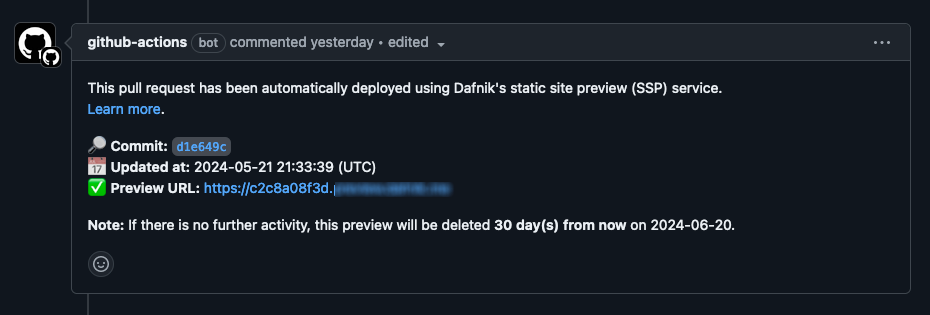 github-actions bot commented yesterday • edited
This pull request has been automatically deployed using Dafnik's static site preview (SSP) service.
Learn more.
Commit: d1e649c
17 Updated at: 2024-05-21 21:33:39 (UTC)
Preview URL: https://c2c8a08f3d.
Note: If there is no further activity, this preview will be deleted 30 day(s) from now on 2024-06-20.